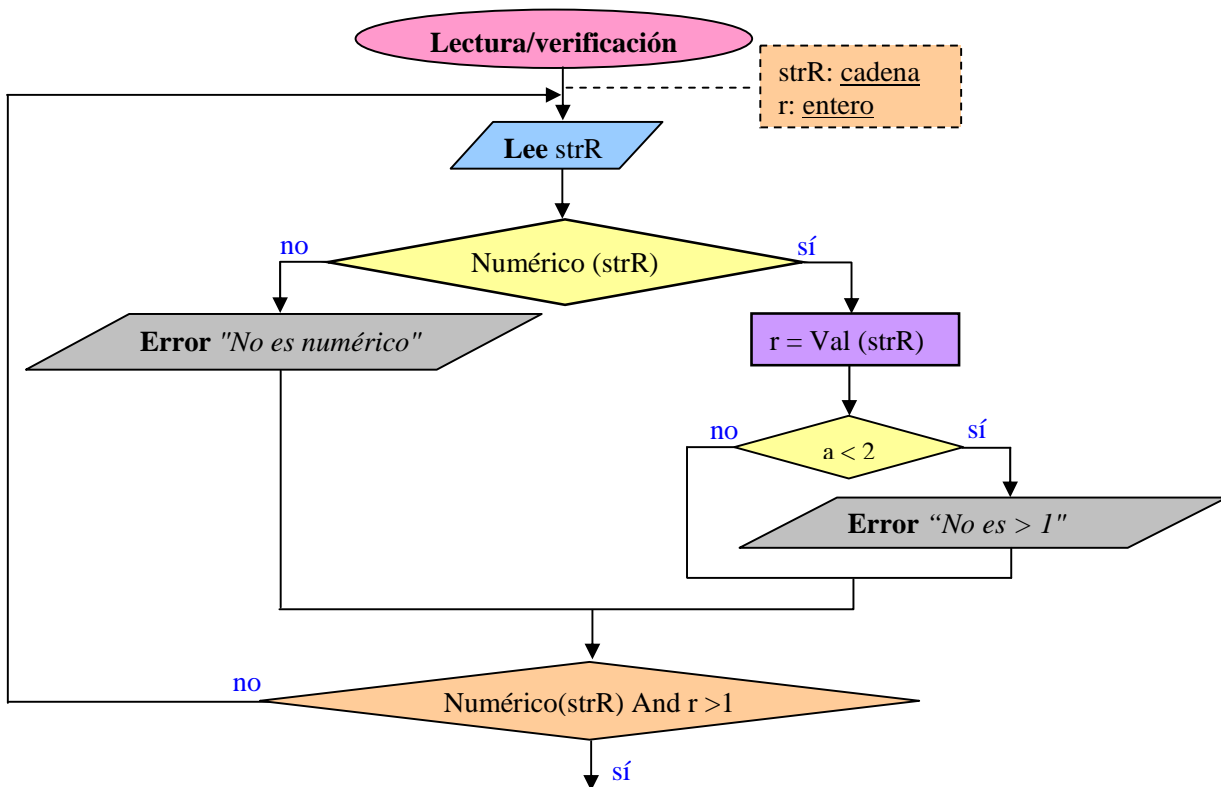 Lectura/verificación
strR: cadena
r: entero
Lee strR
no
Numérico (strR)
sí
Error "No es numérico"
r = Val (strR)
no
a < 2
sí
Error “No es > 1"
no
Numérico(strR) And r >1
sí